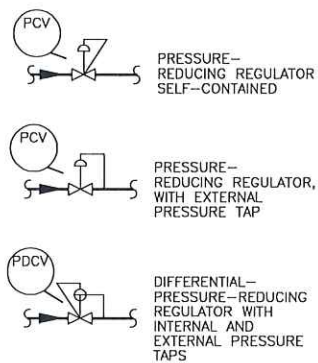 PCV
PRESSURE-
REDUCING REGULATOR
SELF-CONTAINED
PCV
PRESSURE-
REDUCING REGULATOR,
WITH EXTERNAL
PRESSURE TAP
PDCV
DIFFERENTIAL-
PRESSURE-REDUCING
REGULATOR WITH
INTERNAL AND
EXTERNAL PRESSURE
TAPS